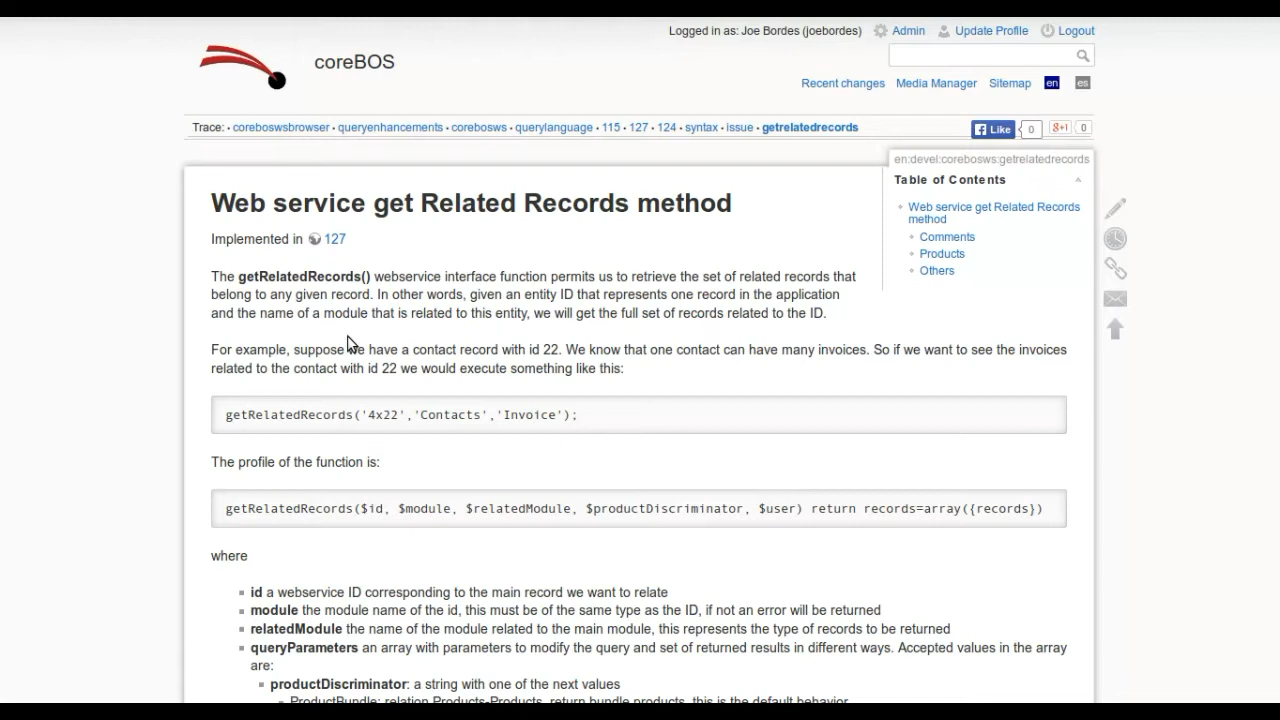 Logged in as: Joe Bordes (joebordes) Admin Update Profile Logout
coreBOS
Recent changes Media Manager Sitemap en es
Trace: • coreboswsbrowser • queryenhancements • corebosws • querylanguage • 115 • 127 • 124 • syntax • issue • getrelatedrecords
Like 0 g+1 0
en:devel:corebosws:getrelatedrecords
Table of Contents
Web service get Related Records
method
Comments
Products
Others
Web service get Related Records method
Implemented in 127
The getRelatedRecords() webservice interface function permits us to retrieve the set of related records that
belong to any given record. In other words, given an entity ID that represents one record in the application
and the name of a module that is related to this entity, we will get the full set of records related to the ID.
For example, suppose we have a contact record with id 22. We know that one contact can have many invoices. So if we want to see the invoices
related to the contact with id 22 we would execute something like this:
getRelatedRecords('4x22','Contacts','Invoice');
The profile of the function is:
getRelatedRecords($id, $module, $relatedModule, $productDiscriminator, $user) return records=array({records})
where
id a webservice ID corresponding to the main record we want to relate
module the module name of the id, this must be of the same type as the ID, if not an error will be returned
relatedModule the name of the module related to the main module, this represents the type of records to be returned
queryParameters an array with parameters to modify the query and set of returned results in different ways. Accepted values in the array
are:
productDiscriminator: a string with one of the next values
ProductBundle: relation Products-Products, return bundle products, this is the default behavior